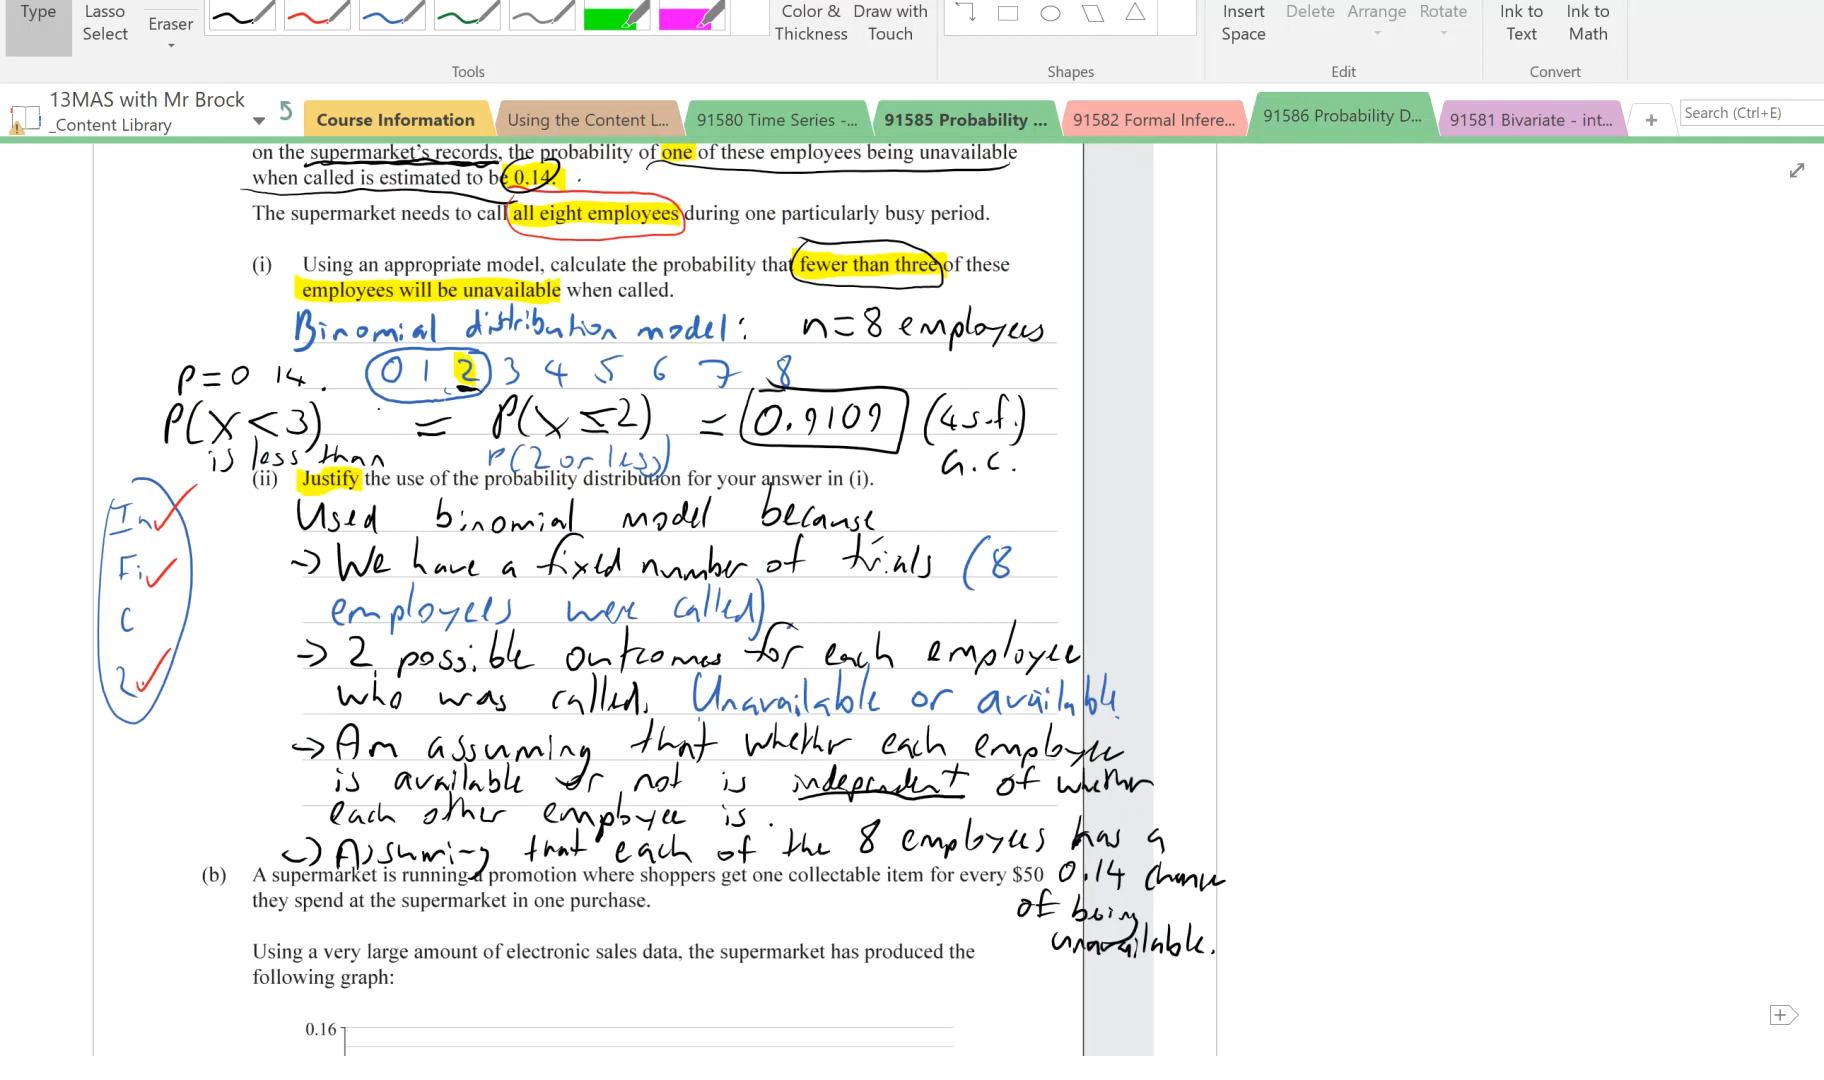 Type
Lasso
Select
Eraser
Color &
Thickness
Draw with
Touch
Insert
Space
Delete
Arrange
Rotate
Ink to
Text
Ink to
Math
Tools
Shapes
Edit
Convert
13MAS with Mr Brock
_Content Library
Course Information
Using the Content L...
91580 Time Series -...
91585 Probability ...
91582 Formal Infere...
91586 Probability D...
91581 Bivariate - int...
+
Search (Ctrl+E)
on the supermarket's records, the probability of one of these employees being unavailable
when called is estimated to be 0.14.
The supermarket needs to call all eight employees during one particularly busy period.
(i) Using an appropriate model, calculate the probability that fewer than three of these
employees will be unavailable when called.
Binomial distribution model: n=8 employees
p=0 14. 0 1 2 3 4 5 6 7 8
P(X<3) = P(X≤2) = 0.9109 (4s.f.)
is less than P(2 or less) G.C.
(ii) Justify the use of the probability distribution for your answer in (i).
In
Fi
C
2
Used binomial model because
→ We have a fixed number of trials (8
employees were called)
→ 2 possible outcomes for each employee
who was called. Unavailable or available.
→ Am assuming that whethr each employee
is available or not is independent of whether
each other employee is.
→ Assuming that each of the 8 employees has a
0.14 chance
of being
unavailable.
(b) A supermarket is running a promotion where shoppers get one collectable item for every $50
they spend at the supermarket in one purchase.
Using a very large amount of electronic sales data, the supermarket has produced the
following graph:
0.16